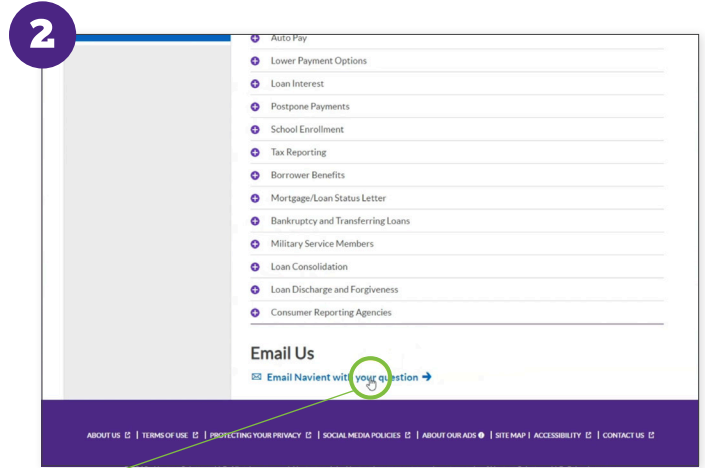 2
Auto Pay
Lower Payment Options
Loan Interest
Postpone Payments
School Enrollment
Tax Reporting
Borrower Benefits
Mortgage/Loan Status Letter
Bankruptcy and Transferring Loans
Military Service Members
Loan Consolidation
Loan Discharge and Forgiveness
Consumer Reporting Agencies
Email Us
Email Navient with your question →
ABOUT US | TERMS OF USE | PROTECTING YOUR PRIVACY | SOCIAL MEDIA POLICIES | ABOUT OUR ADS | SITE MAP | ACCESSIBILITY | CONTACT US